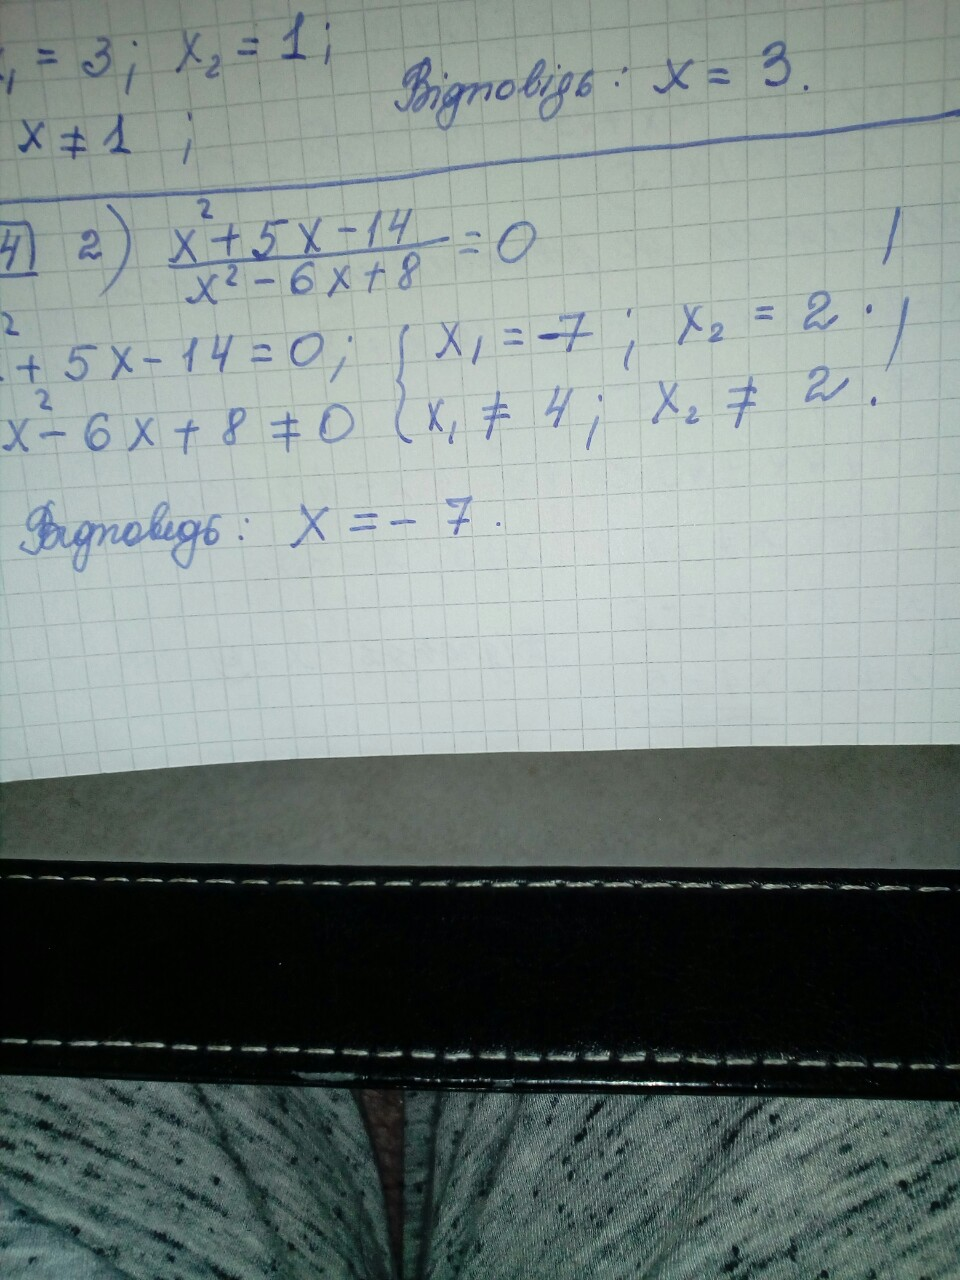 x₁ = 3; x₂ = 1;
Відповідь: x = 3.
x ≠ 1 ;
4 2) (x² + 5x - 14)/(x² - 6x + 8) = 0
² + 5x - 14 = 0; { x₁ = -7; x₂ = 2.
x² - 6x + 8 ≠ 0 { x₁ ≠ 4; x₂ ≠ 2.
Відповідь: x = - 7.